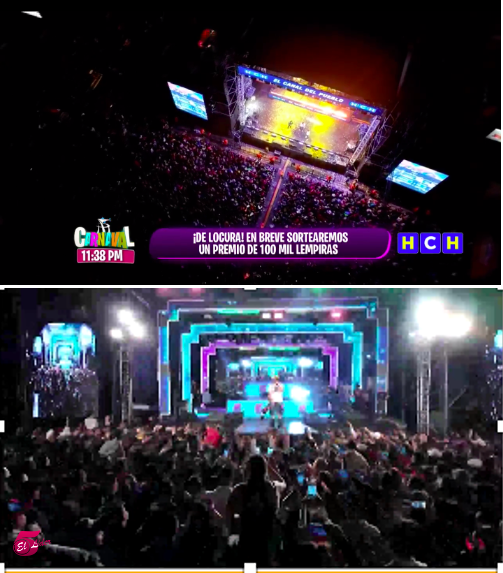 EL CANAL DEL PUEBLO
CARNAVAL
11:38 PM
¡DE LOCURA! EN BREVE SORTEAREMOS
UN PREMIO DE 100 MIL LEMPIRAS
HCH
El